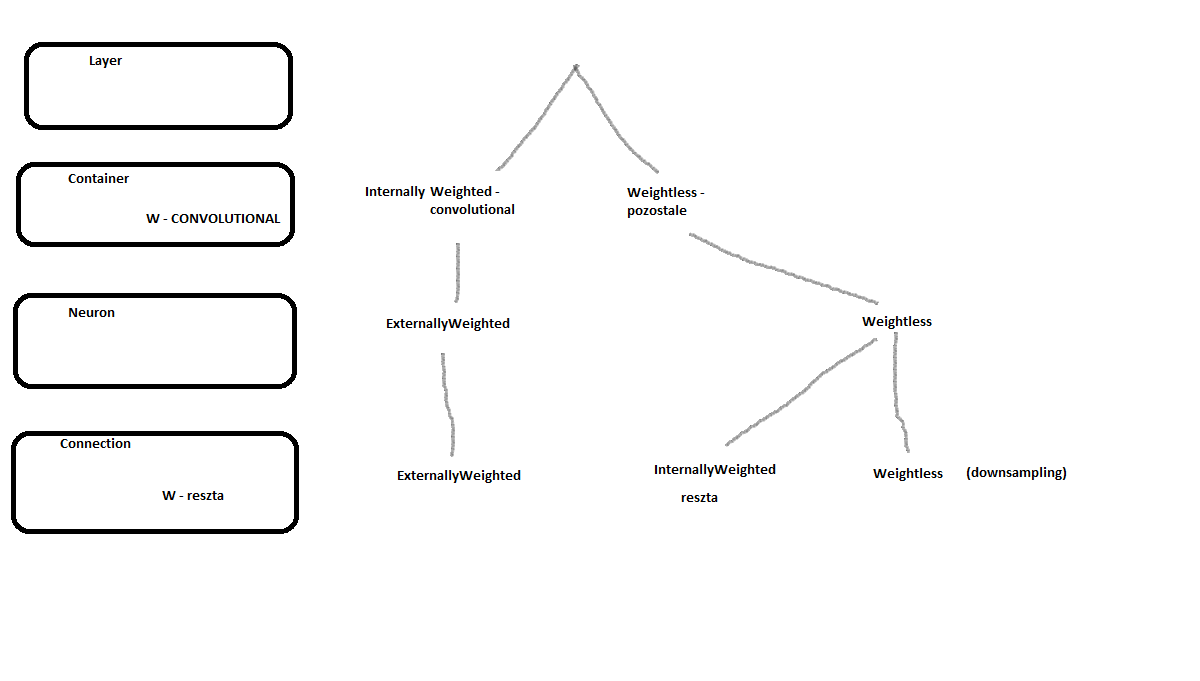 Layer
Container
W - CONVOLUTIONAL
Internally Weighted -
convolutional
Weightless -
pozostale
Neuron
ExternallyWeighted
Weightless
Connection
W - reszta
ExternallyWeighted
InternallyWeighted
reszta
Weightless (downsampling)